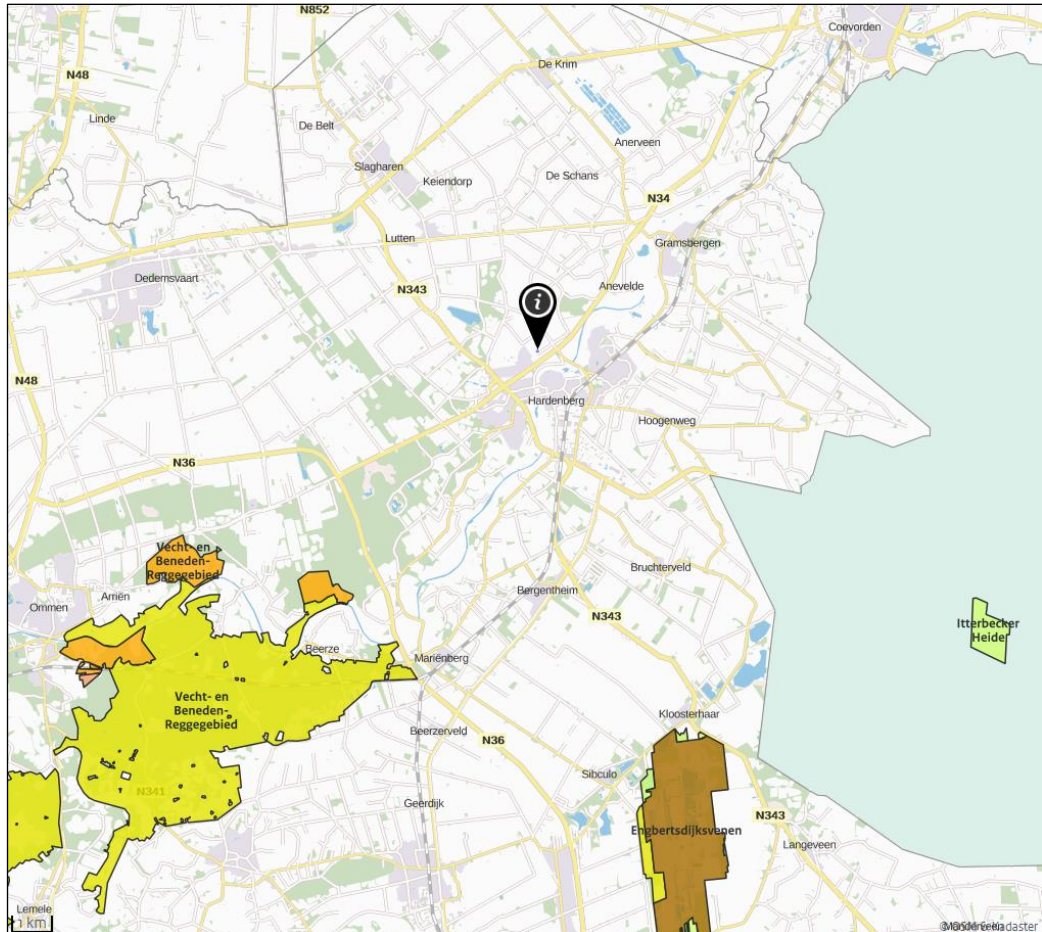 N852
Coevorden
N48
De Krim
Linde
De Belt
Anerveen
Slagharen
Keiendorp
De Schans
N34
Lutten
Gramsbergen
Dedemsvaart
Anevelde
N343
i
N48
Hardenberg
Hoogenweg
N36
Vecht- en
Beneden-
Reggegebied
Bruchterveld
Ommen
Arriën
Bergentheim
N343
Itterbecker
Heide
Beerze
Mariënberg
Vecht- en
Beneden-
Reggegebied
Kloosterhaar
Beerzerveld
N36
Sibculo
N341
Geerdijk
Engbertsdijksvenen
N343
Langeveen
Lemele
1 km